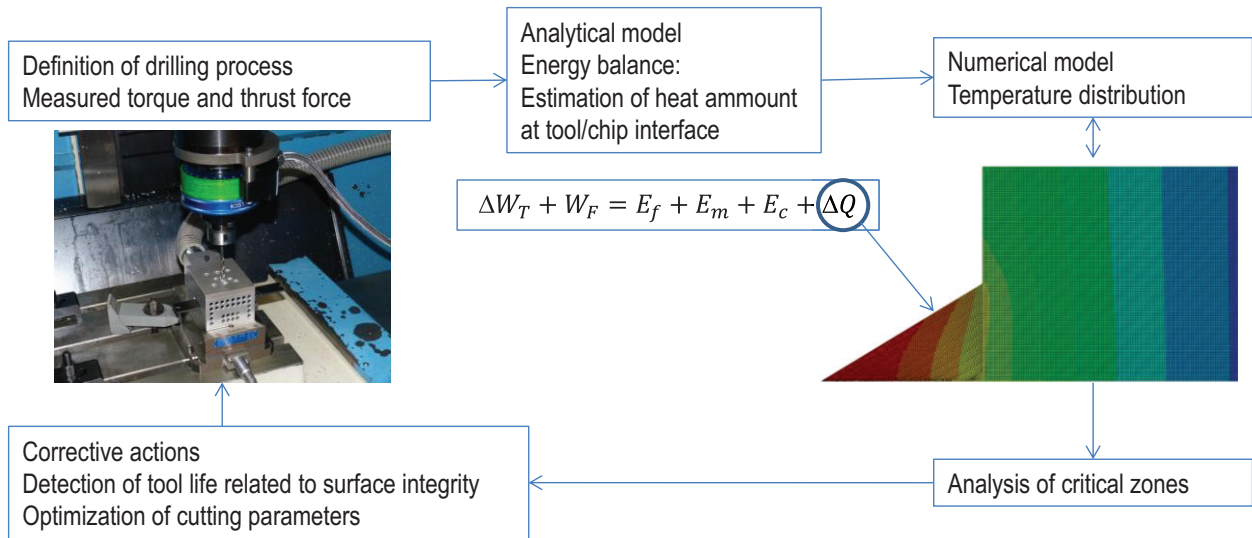 Definition of drilling process
Measured torque and thrust force
Analytical model
Energy balance:
Estimation of heat ammount
at tool/chip interface
Numerical model
Temperature distribution
ΔW_T + W_F = E_f + E_m + E_c + ΔQ
Corrective actions
Detection of tool life related to surface integrity
Optimization of cutting parameters
Analysis of critical zones